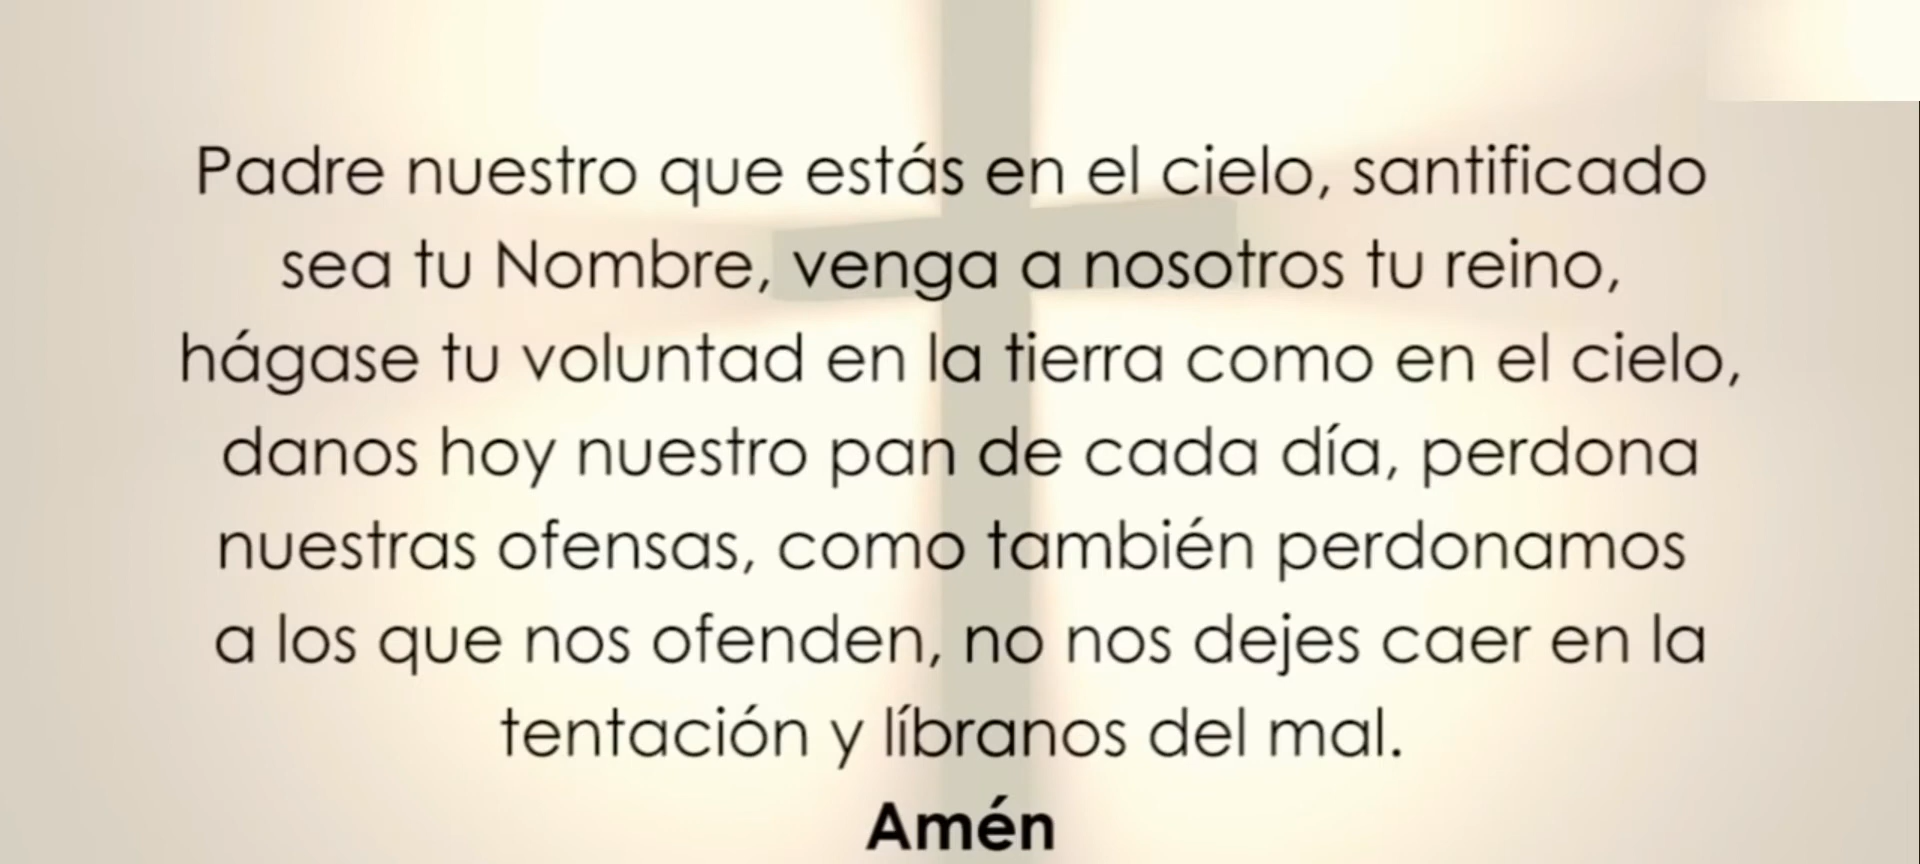 Padre nuestro que estás en el cielo, santificado
sea tu Nombre, venga a nosotros tu reino,
hágase tu voluntad en la tierra como en el cielo,
danos hoy nuestro pan de cada día, perdona
nuestras ofensas, como también perdonamos
a los que nos ofenden, no nos dejes caer en la
tentación y líbranos del mal.
Amén